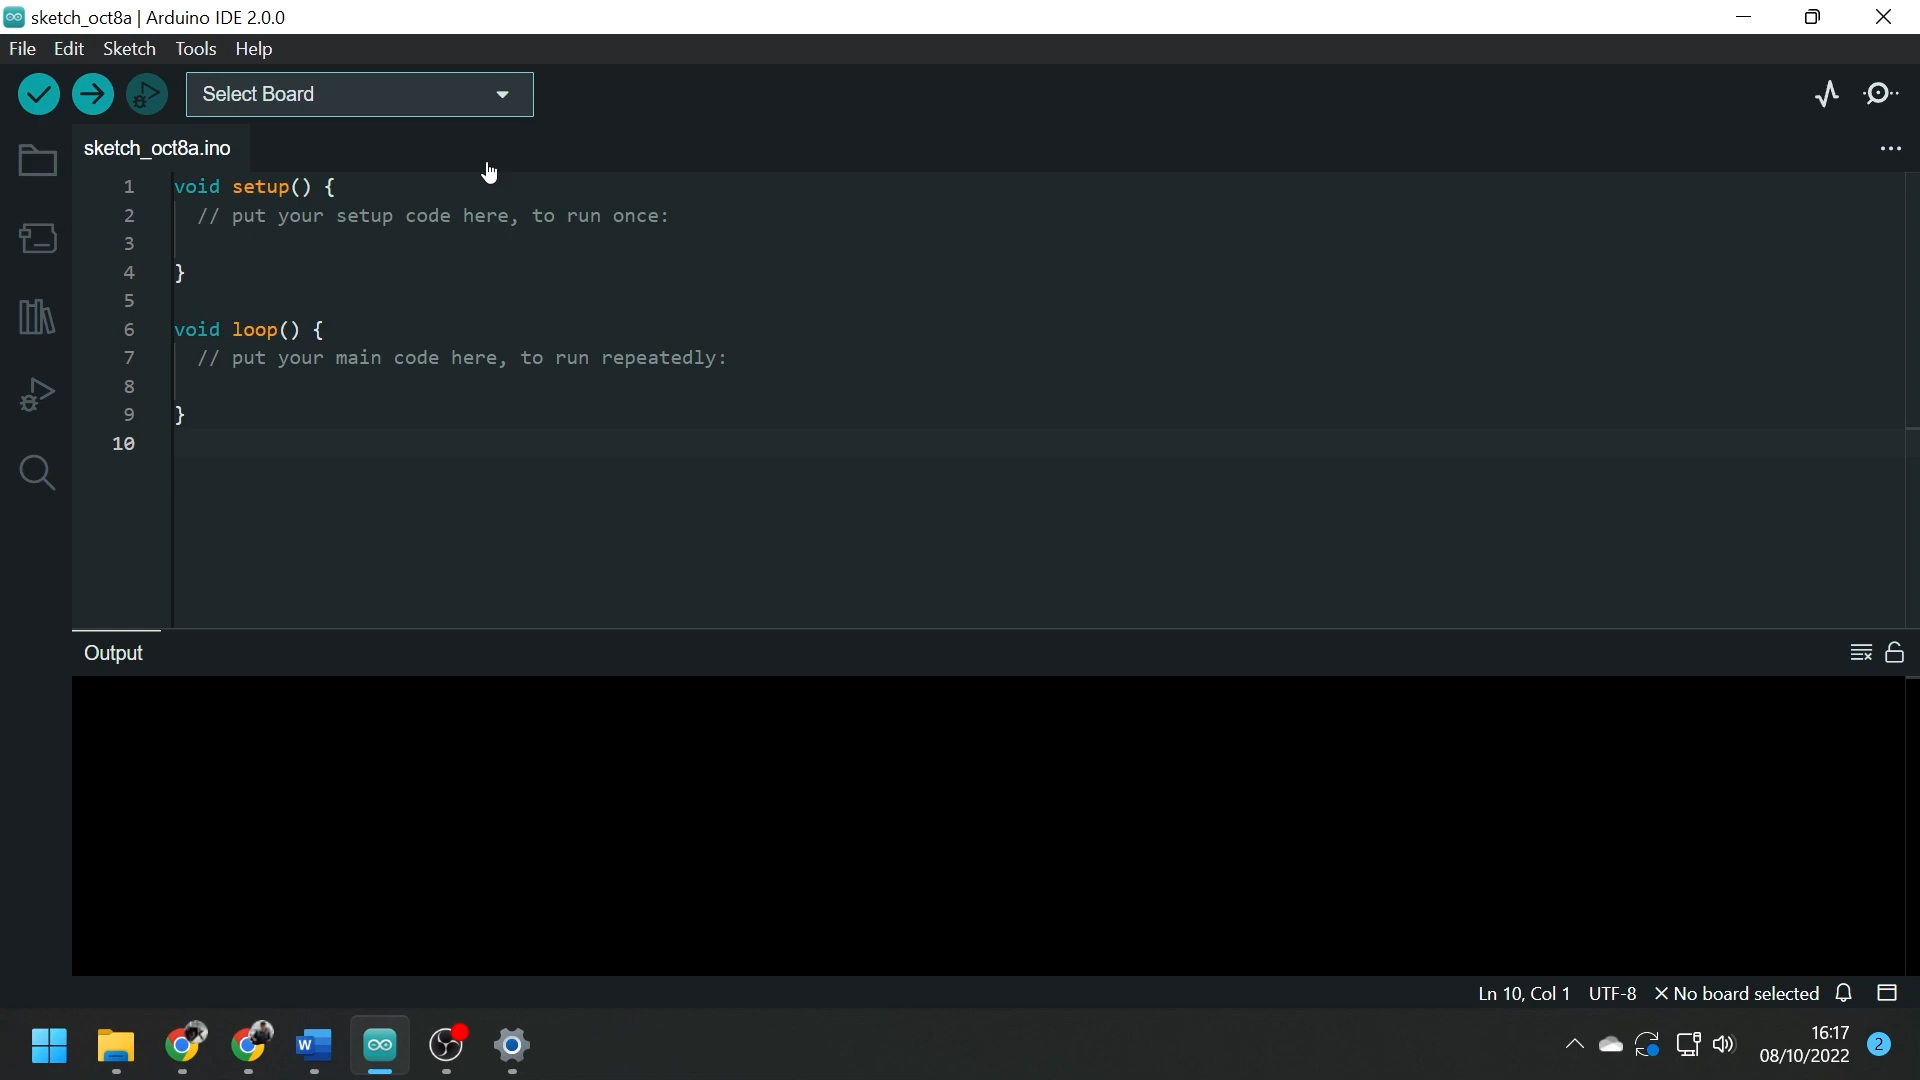 sketch_oct8a | Arduino IDE 2.0.0
File Edit Sketch Tools Help
Select Board
sketch_oct8a.ino
1 void setup() {
2 // put your setup code here, to run once:
3
4 }
5
6 void loop() {
7 // put your main code here, to run repeatedly:
8
9 }
10
Output
Ln 10, Col 1 UTF-8 No board selected
W
16:17
08/10/2022
2